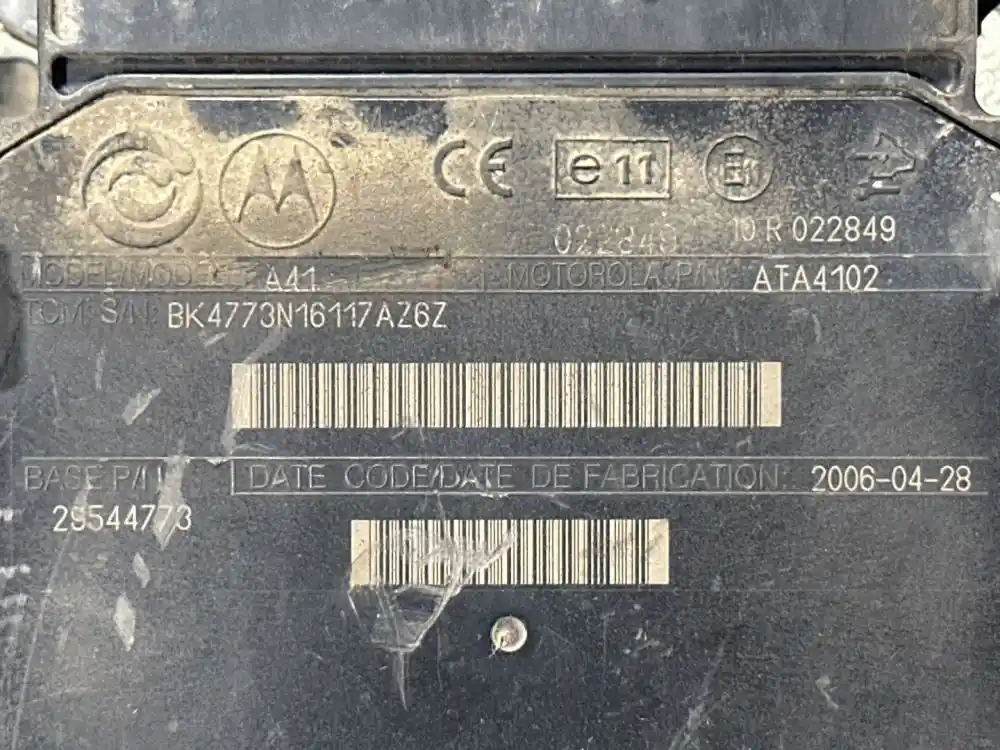 CE e11 E11
022849 10 R 022849
MODEL/MODELE A41 MOTOROLA P/N ATA4102
TCM S/N BK4773N16117AZ6Z
BASE P/N DATE CODE/DATE DE FABRICATION: 2006-04-28
29544773